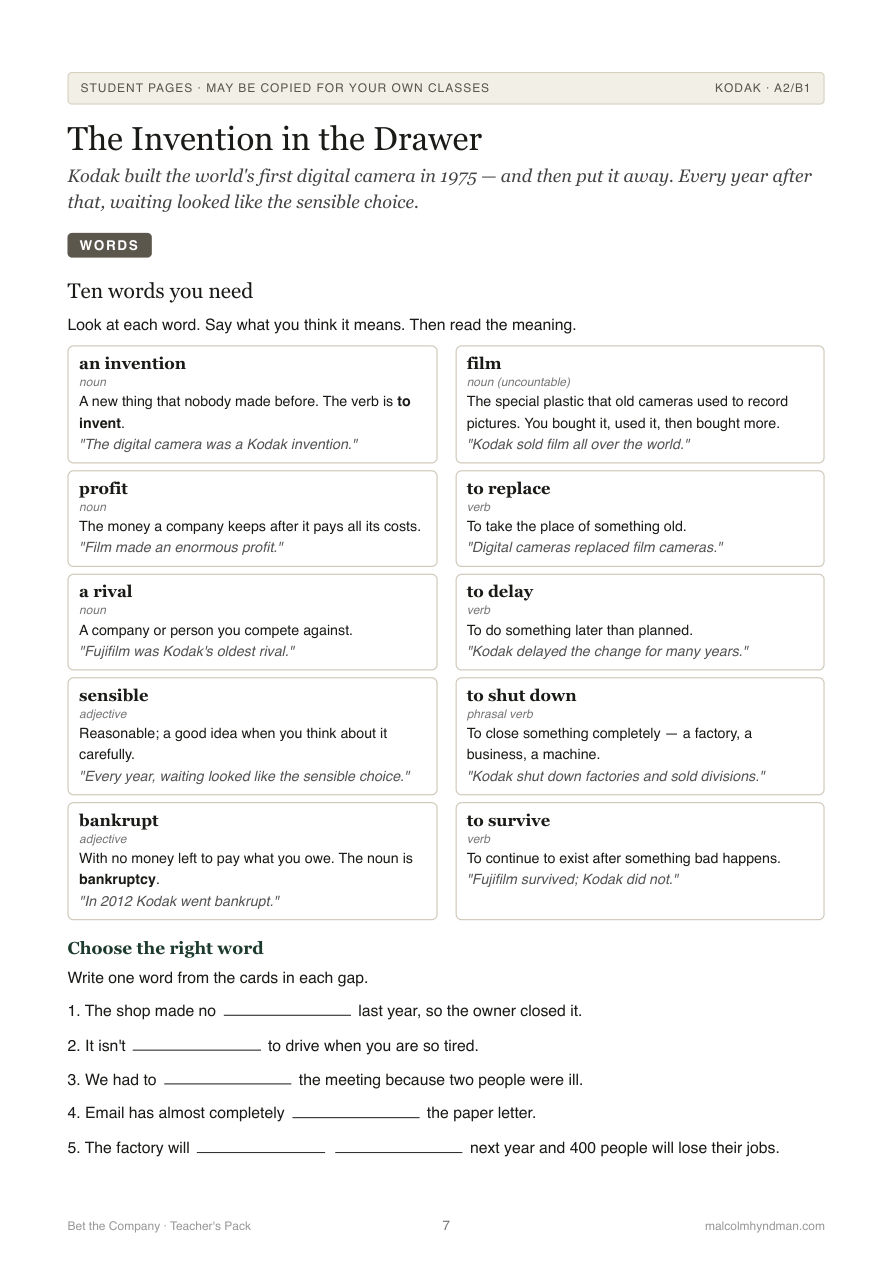 STUDENT PAGES · MAY BE COPIED FOR YOUR OWN CLASSES KODAK · A2/B1
The Invention in the Drawer
Kodak built the world's first digital camera in 1975 — and then put it away. Every year after
that, waiting looked like the sensible choice.
WORDS
Ten words you need
Look at each word. Say what you think it means. Then read the meaning.
an invention
noun
A new thing that nobody made before. The verb is to
invent.
"The digital camera was a Kodak invention."
film
noun (uncountable)
The special plastic that old cameras used to record
pictures. You bought it, used it, then bought more.
"Kodak sold film all over the world."
profit
noun
The money a company keeps after it pays all its costs.
"Film made an enormous profit."
to replace
verb
To take the place of something old.
"Digital cameras replaced film cameras."
a rival
noun
A company or person you compete against.
"Fujifilm was Kodak's oldest rival."
to delay
verb
To do something later than planned.
"Kodak delayed the change for many years."
sensible
adjective
Reasonable; a good idea when you think about it
carefully.
"Every year, waiting looked like the sensible choice."
to shut down
phrasal verb
To close something completely — a factory, a
business, a machine.
"Kodak shut down factories and sold divisions."
bankrupt
adjective
With no money left to pay what you owe. The noun is
bankruptcy.
"In 2012 Kodak went bankrupt."
to survive
verb
To continue to exist after something bad happens.
"Fujifilm survived; Kodak did not."
Choose the right word
Write one word from the cards in each gap.
1. The shop made no ____________ last year, so the owner closed it.
2. It isn't ____________ to drive when you are so tired.
3. We had to ____________ the meeting because two people were ill.
4. Email has almost completely ____________ the paper letter.
5. The factory will ____________ ____________ next year and 400 people will lose their jobs.
Bet the Company · Teacher's Pack 7 malcolmhyndman.com